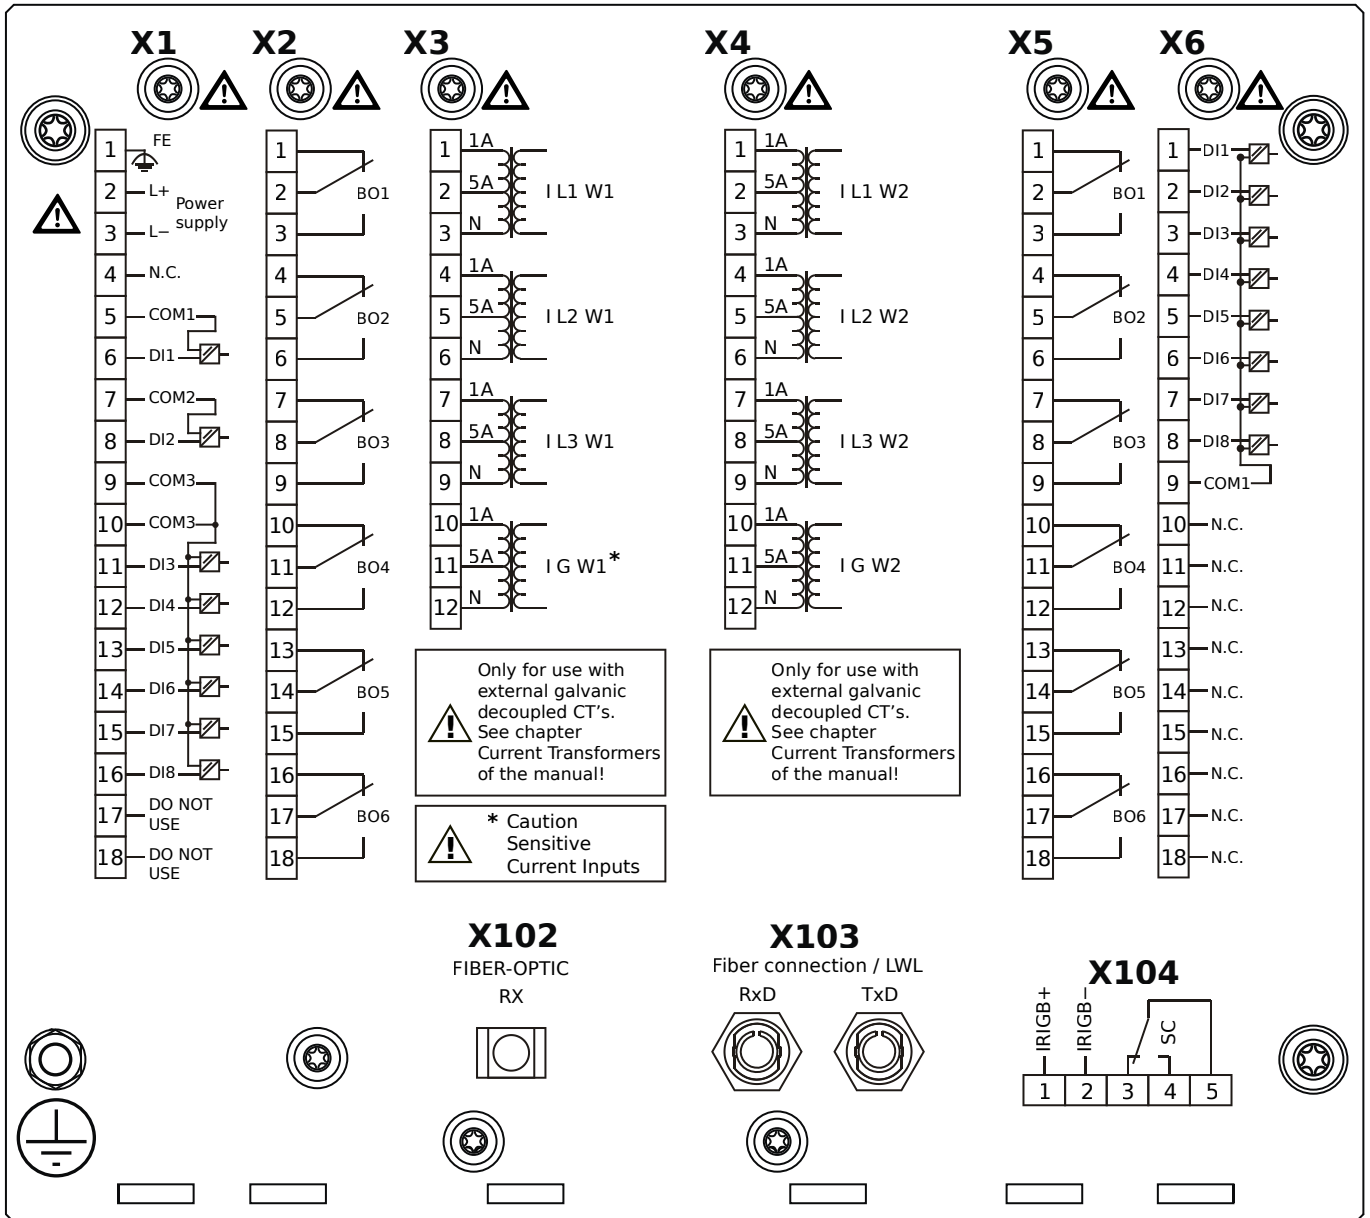 X1
X2
X3
X4
X5
X6
1 FE
2 L+
Power
supply
3 L−
4 N.C.
5 COM1
6 DI1
7 COM2
8 DI2
9 COM3
10 COM3
11 DI3
12 DI4
13 DI5
14 DI6
15 DI7
16 DI8
17 DO NOT
USE
18 DO NOT
USE
1
2 BO1
3
4
5 BO2
6
7
8 BO3
9
10
11 BO4
12
13
14 BO5
15
16
17 BO6
18
1 1A
2 5A I L1 W1
3 N
4 1A
5 5A I L2 W1
6 N
7 1A
8 5A I L3 W1
9 N
10 1A
11 5A I G W1*
12 N
Only for use with
external galvanic
decoupled CT's.
See chapter
Current Transformers
of the manual!
* Caution
Sensitive
Current Inputs
1 1A
2 5A I L1 W2
3 N
4 1A
5 5A I L2 W2
6 N
7 1A
8 5A I L3 W2
9 N
10 1A
11 5A I G W2
12 N
Only for use with
external galvanic
decoupled CT's.
See chapter
Current Transformers
of the manual!
1
2 BO1
3
4
5 BO2
6
7
8 BO3
9
10
11 BO4
12
13
14 BO5
15
16
17 BO6
18
1 DI1
2 DI2
3 DI3
4 DI4
5 DI5
6 DI6
7 DI7
8 DI8
9 COM1
10 N.C.
11 N.C.
12 N.C.
13 N.C.
14 N.C.
15 N.C.
16 N.C.
17 N.C.
18 N.C.
X102
FIBER-OPTIC
RX
X103
Fiber connection / LWL
RxD TxD
X104
IRIGB+
IRIGB−
SC
1 2 3 4 5